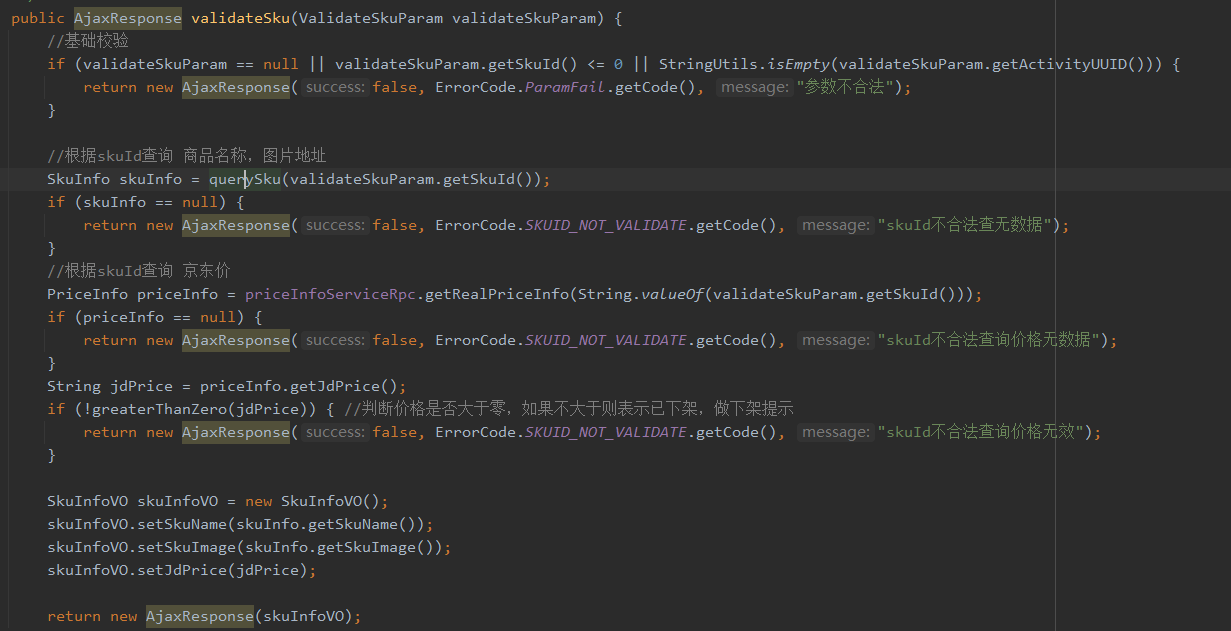 public AjaxResponse validateSku(ValidateSkuParam validateSkuParam) {
//基础校验
if (validateSkuParam == null || validateSkuParam.getSkuId() <= 0 || StringUtils.isEmpty(validateSkuParam.getActivityUUID())) {
return new AjaxResponse( success: false, ErrorCode.ParamFail.getCode(), message: "参数不合法");
}
//根据skuId查询 商品名称，图片地址
SkuInfo skuInfo = querySku(validateSkuParam.getSkuId());
if (skuInfo == null) {
return new AjaxResponse( success: false, ErrorCode.SKUID_NOT_VALIDATE.getCode(), message: "skuId不合法查无数据");
}
//根据skuId查询 京东价
PriceInfo priceInfo = priceInfoServiceRpc.getRealPriceInfo(String.valueOf(validateSkuParam.getSkuId()));
if (priceInfo == null) {
return new AjaxResponse( success: false, ErrorCode.SKUID_NOT_VALIDATE.getCode(), message: "skuId不合法查询价格无数据");
}
String jdPrice = priceInfo.getJdPrice();
if (!greaterThanZero(jdPrice)) { //判断价格是否大于零，如果不大于则表示已下架，做下架提示
return new AjaxResponse( success: false, ErrorCode.SKUID_NOT_VALIDATE.getCode(), message: "skuId不合法查询价格无效");
}
SkuInfoVO skuInfoVO = new SkuInfoVO();
skuInfoVO.setSkuName(skuInfo.getSkuName());
skuInfoVO.setSkuImage(skuInfo.getSkuImage());
skuInfoVO.setJdPrice(jdPrice);
return new AjaxResponse(skuInfoVO);